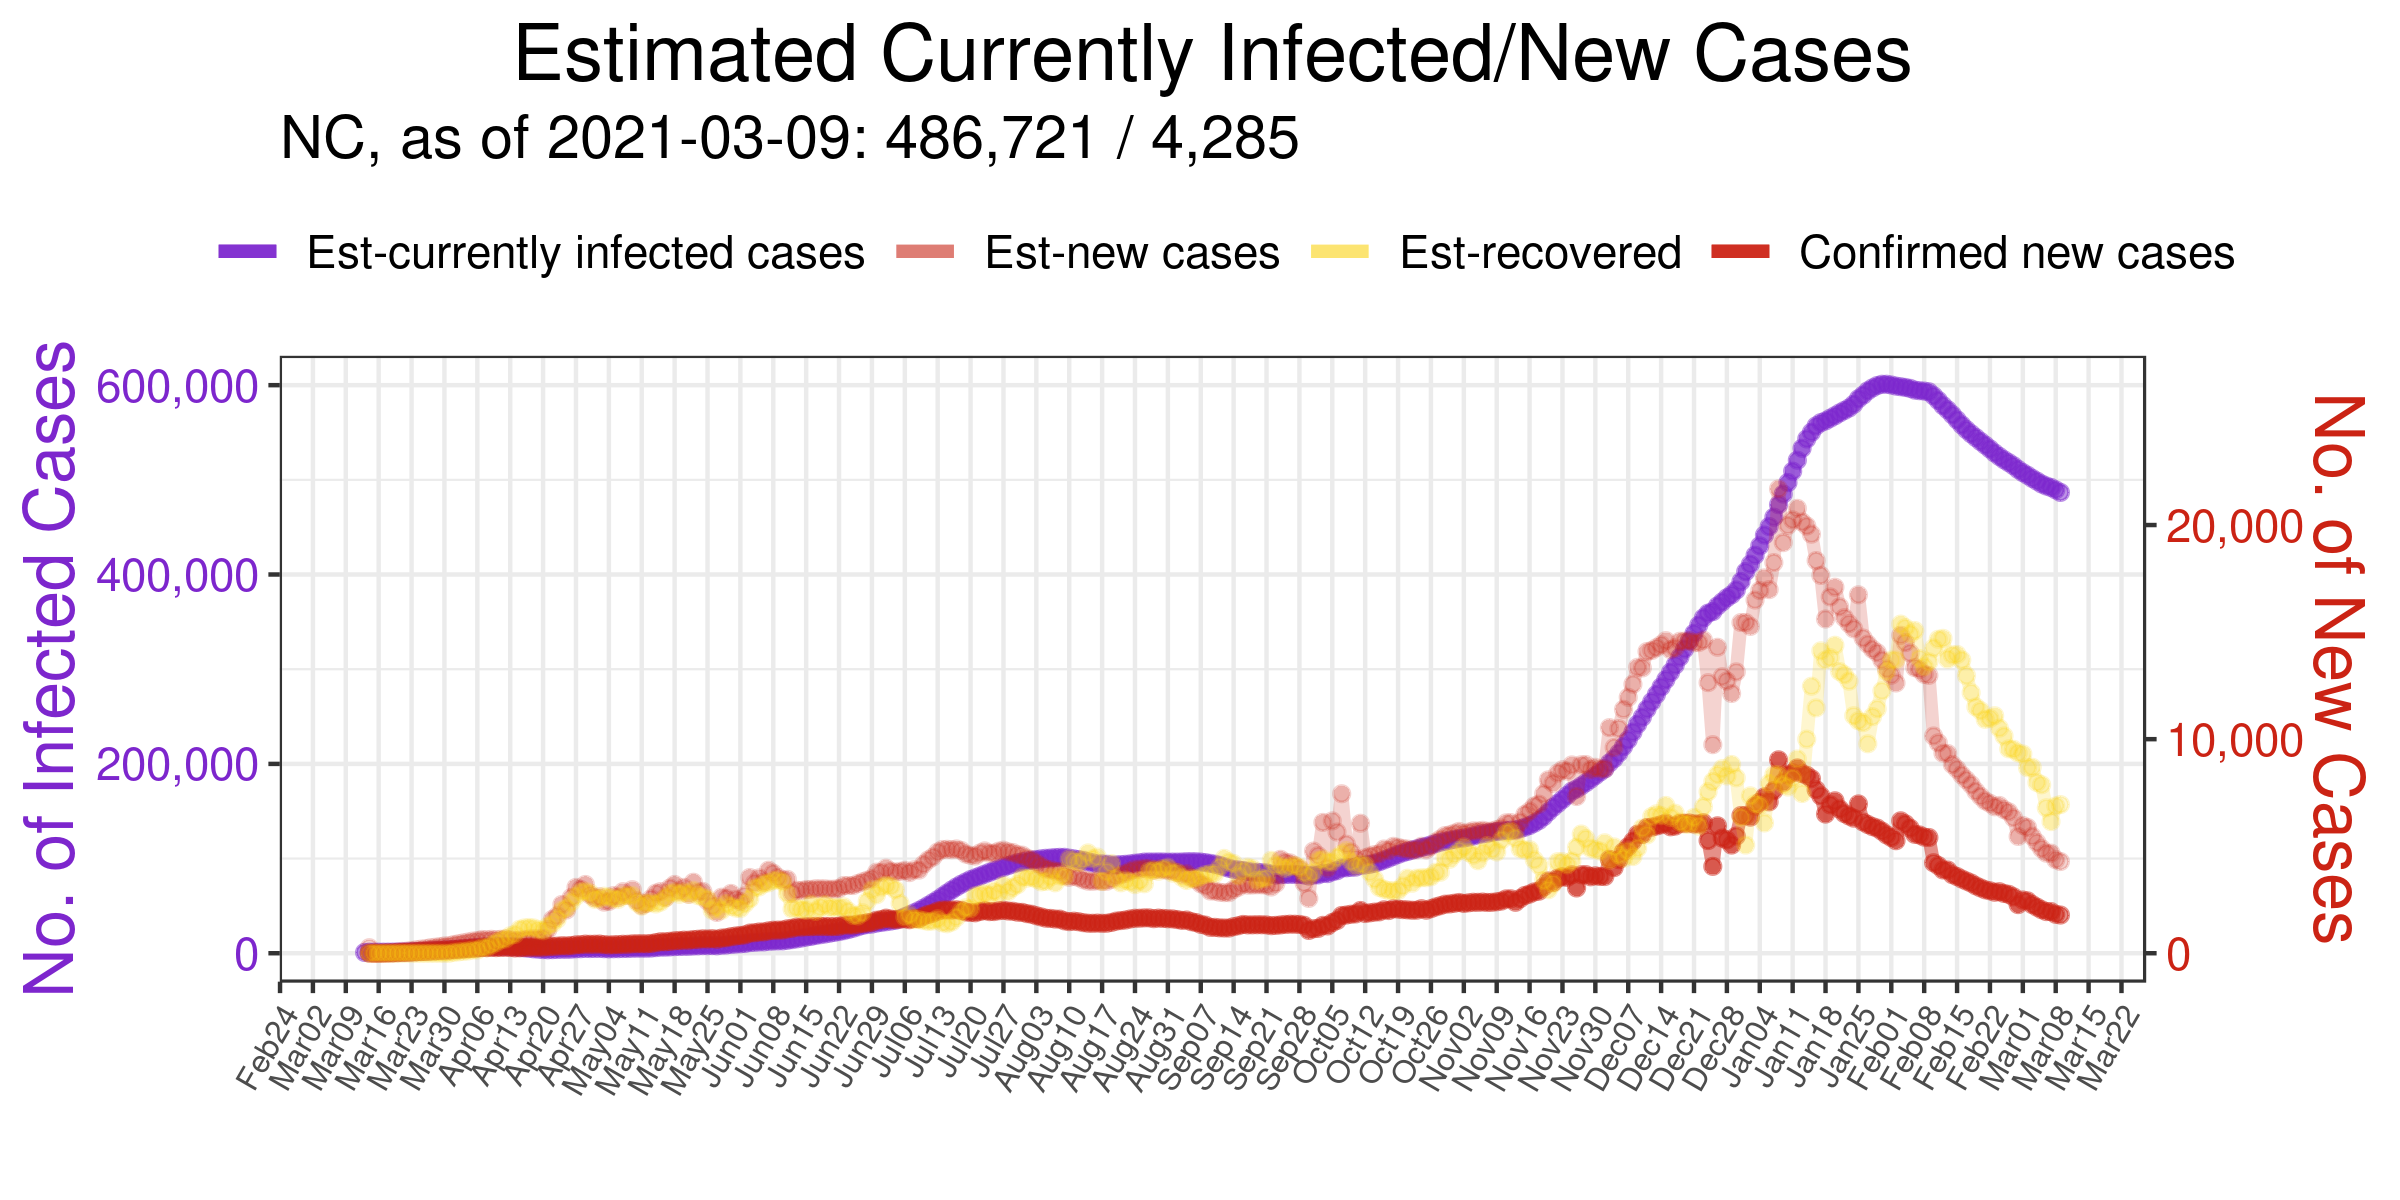 Estimated Currently Infected/New Cases
NC, as of 2021-03-09: 486,721 / 4,285
Est-currently infected cases Est-new cases Est-recovered Confirmed new cases
No. of Infected Cases
600,000
400,000
200,000
0
20,000
10,000
0
No. of New Cases
Feb24 Mar02 Mar09 Mar16 Mar23 Mar30 Apr06 Apr13 Apr20 Apr27 May04 May11 May18 May25 Jun01 Jun08 Jun15 Jun22 Jun29 Jul06 Jul13 Jul20 Jul27 Aug03 Aug10 Aug17 Aug24 Aug31 Sep07 Sep14 Sep21 Sep28 Oct05 Oct12 Oct19 Oct26 Nov02 Nov09 Nov16 Nov23 Nov30 Dec07 Dec14 Dec21 Dec28 Jan04 Jan11 Jan18 Jan25 Feb01 Feb08 Feb15 Feb22 Mar01 Mar08 Mar15 Mar22